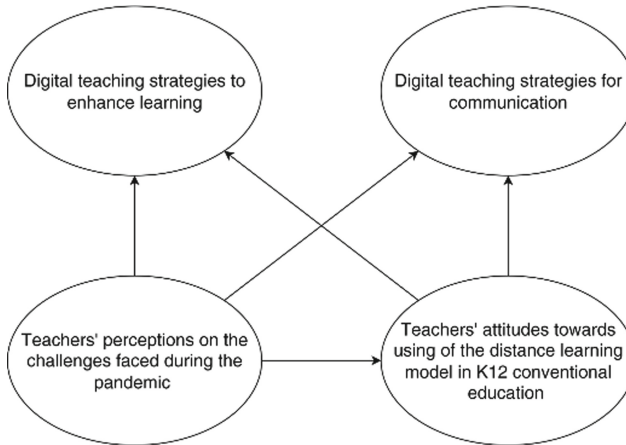 Digital teaching strategies to
enhance learning
Digital teaching strategies for
communication
Teachers' perceptions on the
challenges faced during the
pandemic
Teachers' attitudes towards
using of the distance learning
model in K12 conventional
education